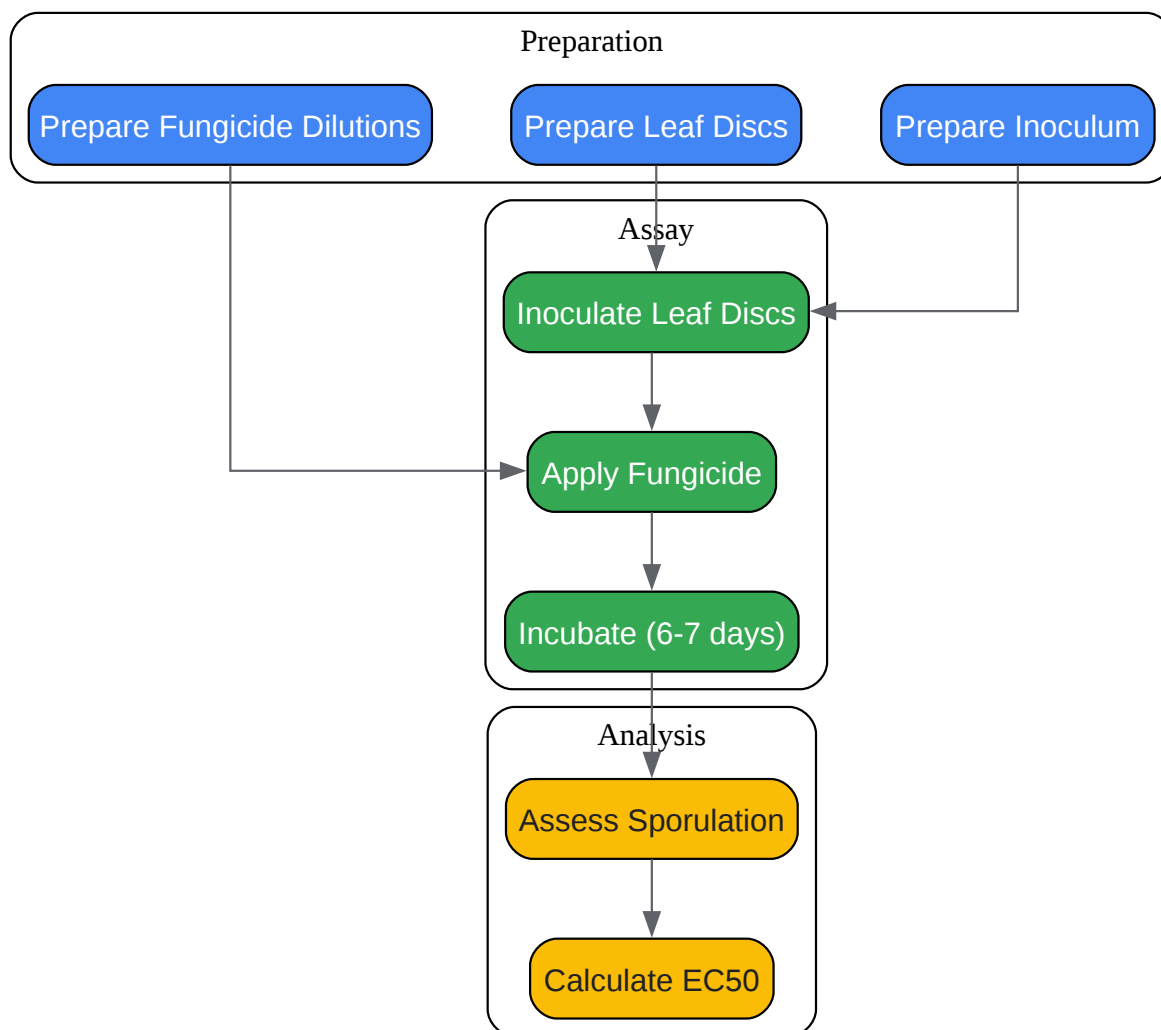 Preparation
Prepare Fungicide Dilutions
Prepare Leaf Discs
Prepare Inoculum
Assay
Inoculate Leaf Discs
Apply Fungicide
Incubate (6-7 days)
Analysis
Assess Sporulation
Calculate EC50